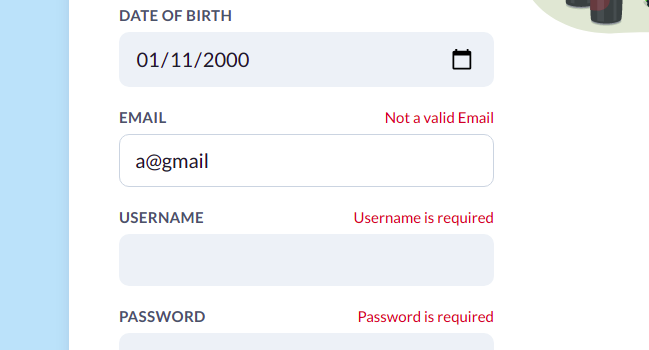 DATE OF BIRTH
01/11/2000
EMAIL Not a valid Email
a@gmail
USERNAME Username is required
PASSWORD Password is required